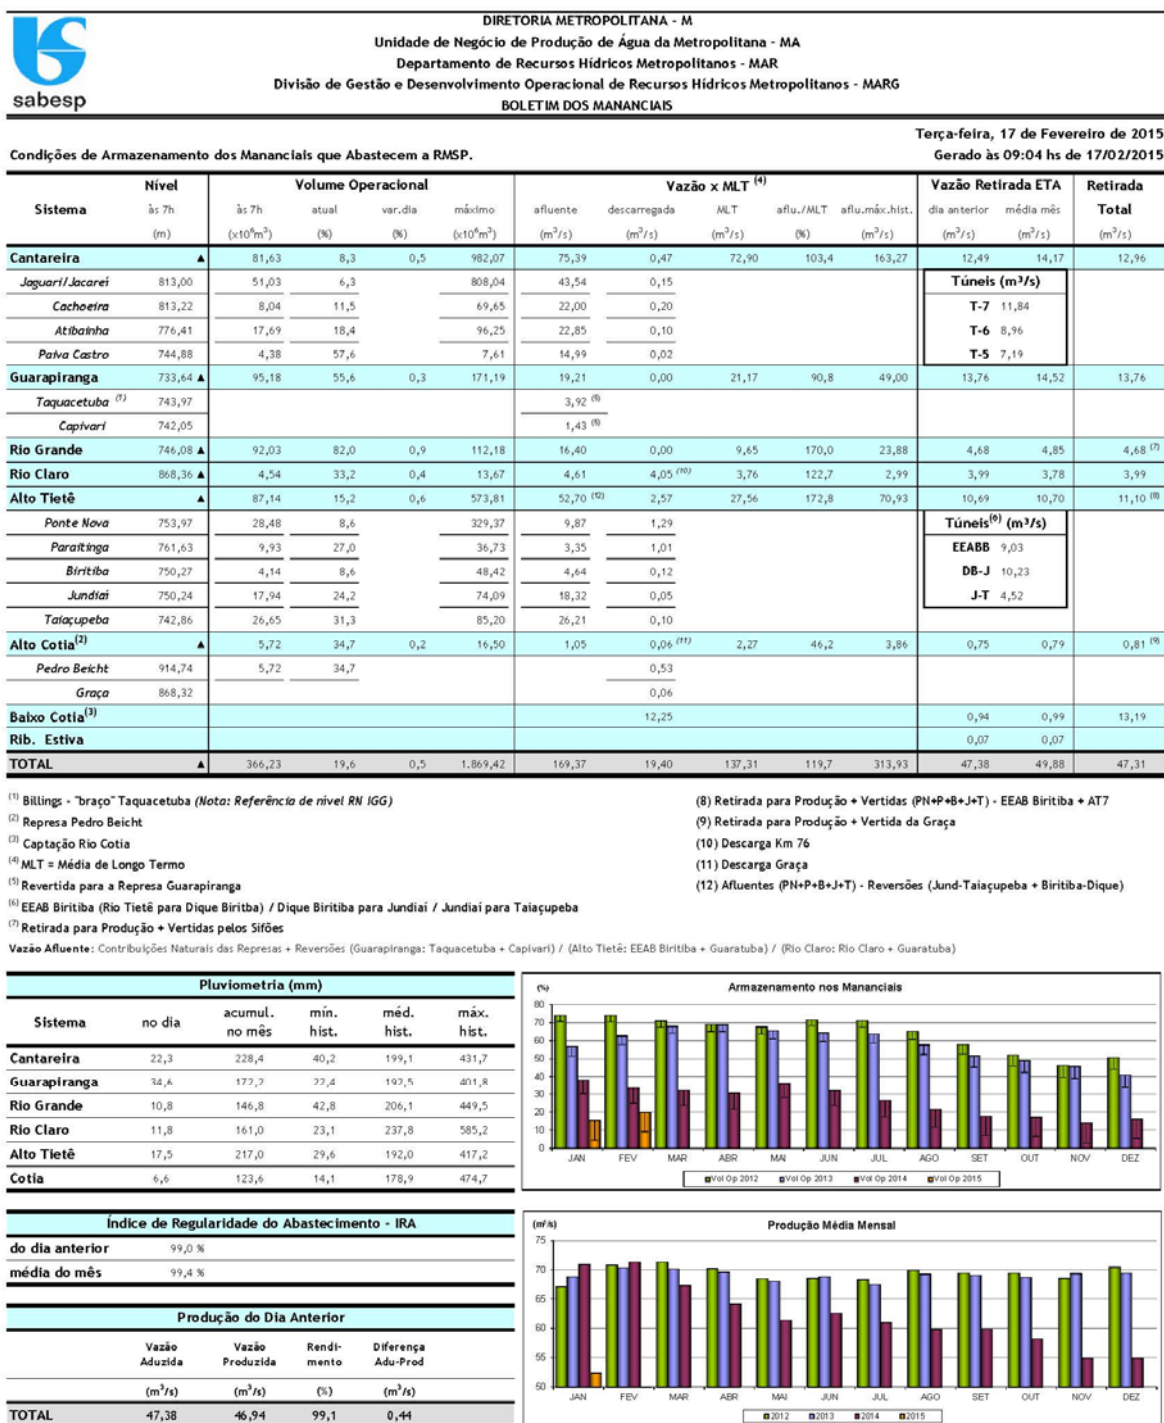 sabesp
DIRETORIA METROPOLITANA - M
Unidade de Negócio de Produção de Água da Metropolitana - MA
Departamento de Recursos Hídricos Metropolitanos - MAR
Divisão de Gestão e Desenvolvimento Operacional de Recursos Hídricos Metropolitanos - MARG
BOLETIM DOS MANANCIAIS
Terça-feira, 17 de Fevereiro de 2015
Condições de Armazenamento dos Mananciais que Abastecem a RMSP. Gerado às 09:04 hs de 17/02/2015
Nível Volume Operacional Vazão x MLT (4) Vazão Retirada ETA Retirada
Sistema às 7h às 7h atual var.dia máximo afluente descarregada MLT aflu./MLT aflu.máx.hist. dia anterior média mês Total
(m) (x10⁶m³) (%) (%) (x10⁶m³) (m³/s) (m³/s) (m³/s) (%) (m³/s) (m³/s) (m³/s) (m³/s)
Cantareira ▲ 81,63 8,3 0,5 982,07 75,39 0,47 72,90 103,4 163,27 12,49 14,17 12,96
Jaguari/Jacareí 813,00 51,03 6,3 808,04 43,54 0,15 Túneis (m³/s)
Cachoeira 813,22 8,04 11,5 69,65 22,00 0,20 T-7 11,84
Atibainha 776,41 17,69 18,4 96,25 22,85 0,10 T-6 8,96
Paiva Castro 744,88 4,38 57,6 7,61 14,99 0,02 T-5 7,19
Guarapiranga 733,64 ▲ 95,18 55,6 0,3 171,19 19,21 0,00 21,17 90,8 49,00 13,76 14,52 13,76
Taquacetuba (1) 743,97 3,92 (5)
Capivari 742,05 1,43 (5)
Rio Grande 746,08 ▲ 92,03 82,0 0,9 112,18 16,40 0,00 9,65 170,0 23,88 4,68 4,85 4,68 (7)
Rio Claro 868,36 ▲ 4,54 33,2 0,4 13,67 4,61 4,05 (10) 3,76 122,7 2,99 3,99 3,78 3,99
Alto Tietê ▲ 87,14 15,2 0,6 573,81 52,70 (12) 2,57 27,56 172,8 70,93 10,69 10,70 11,10 (8)
Ponte Nova 753,97 28,48 8,6 329,37 9,87 1,29 Túneis(6) (m³/s)
Paraitinga 761,63 9,93 27,0 36,73 3,35 1,01 EEABB 9,03
Biritiba 750,27 4,14 8,6 48,42 4,64 0,12 DB-J 10,23
Jundiaí 750,24 17,94 24,2 74,09 18,32 0,05 J-T 4,52
Taiaçupeba 742,86 26,65 31,3 85,20 26,21 0,10
Alto Cotia(2) ▲ 5,72 34,7 0,2 16,50 1,05 0,06 (11) 2,27 46,2 3,86 0,75 0,79 0,81 (9)
Pedro Beicht 914,74 5,72 34,7 0,53
Graça 868,32 0,06
Baixo Cotia(3) 12,25 0,94 0,99 13,19
Rib. Estiva 0,07 0,07
TOTAL ▲ 366,23 19,6 0,5 1.869,42 169,37 19,40 137,31 119,7 313,93 47,38 49,88 47,31
(1) Billings - "braço" Taquacetuba (Nota: Referência de nível RN IGG)
(2) Represa Pedro Beicht
(3) Captação Rio Cotia
(4) MLT = Média de Longo Termo
(5) Revertida para a Represa Guarapiranga
(6) EEAB Biritiba (Rio Tietê para Dique Biritba) / Dique Biritiba para Jundiaí / Jundiaí para Taiaçupeba
(7) Retirada para Produção + Vertidas pelos Sifões
(8) Retirada para Produção + Vertidas (PN+P+B+J+T) - EEAB Biritiba + AT7
(9) Retirada para Produção + Vertida da Graça
(10) Descarga Km 76
(11) Descarga Graça
(12) Afluentes (PN+P+B+J+T) - Reversões (Jund-Taiaçupeba + Biritiba-Dique)
Vazão Afluente: Contribuições Naturais das Represas + Reversões (Guarapiranga: Taquacetuba + Capivari) / (Alto Tietê: EEAB Biritiba + Guaratuba) / (Rio Claro: Rio Claro + Guaratuba)
Pluviometria (mm)
Sistema no dia acumul. no mês mín. hist. méd. hist. máx. hist.
Cantareira 22,3 228,4 40,2 199,1 431,7
Guarapiranga 34,6 172,2 22,4 192,5 401,8
Rio Grande 10,8 146,8 42,8 206,1 449,5
Rio Claro 11,8 161,0 23,1 237,8 585,2
Alto Tietê 17,5 217,0 29,6 192,0 417,2
Cotia 6,6 123,6 14,1 178,9 474,7
Armazenamento nos Mananciais
(%)
80
70
60
50
40
30
20
10
0
JAN FEV MAR ABR MAI JUN JUL AGO SET OUT NOV DEZ
Vol Op 2012 Vol Op 2013 Vol Op 2014 Vol Op 2015
Índice de Regularidade do Abastecimento - IRA
do dia anterior 99,0 %
média do mês 99,4 %
Produção do Dia Anterior
Vazão Aduzida Vazão Produzida Rendi- mento Diferença Adu-Prod
(m³/s) (m³/s) (%) (m³/s)
TOTAL 47,38 46,94 99,1 0,44
Produção Média Mensal
(m³/s)
75
70
65
60
55
50
JAN FEV MAR ABR MAI JUN JUL AGO SET OUT NOV DEZ
2012 2013 2014 2015